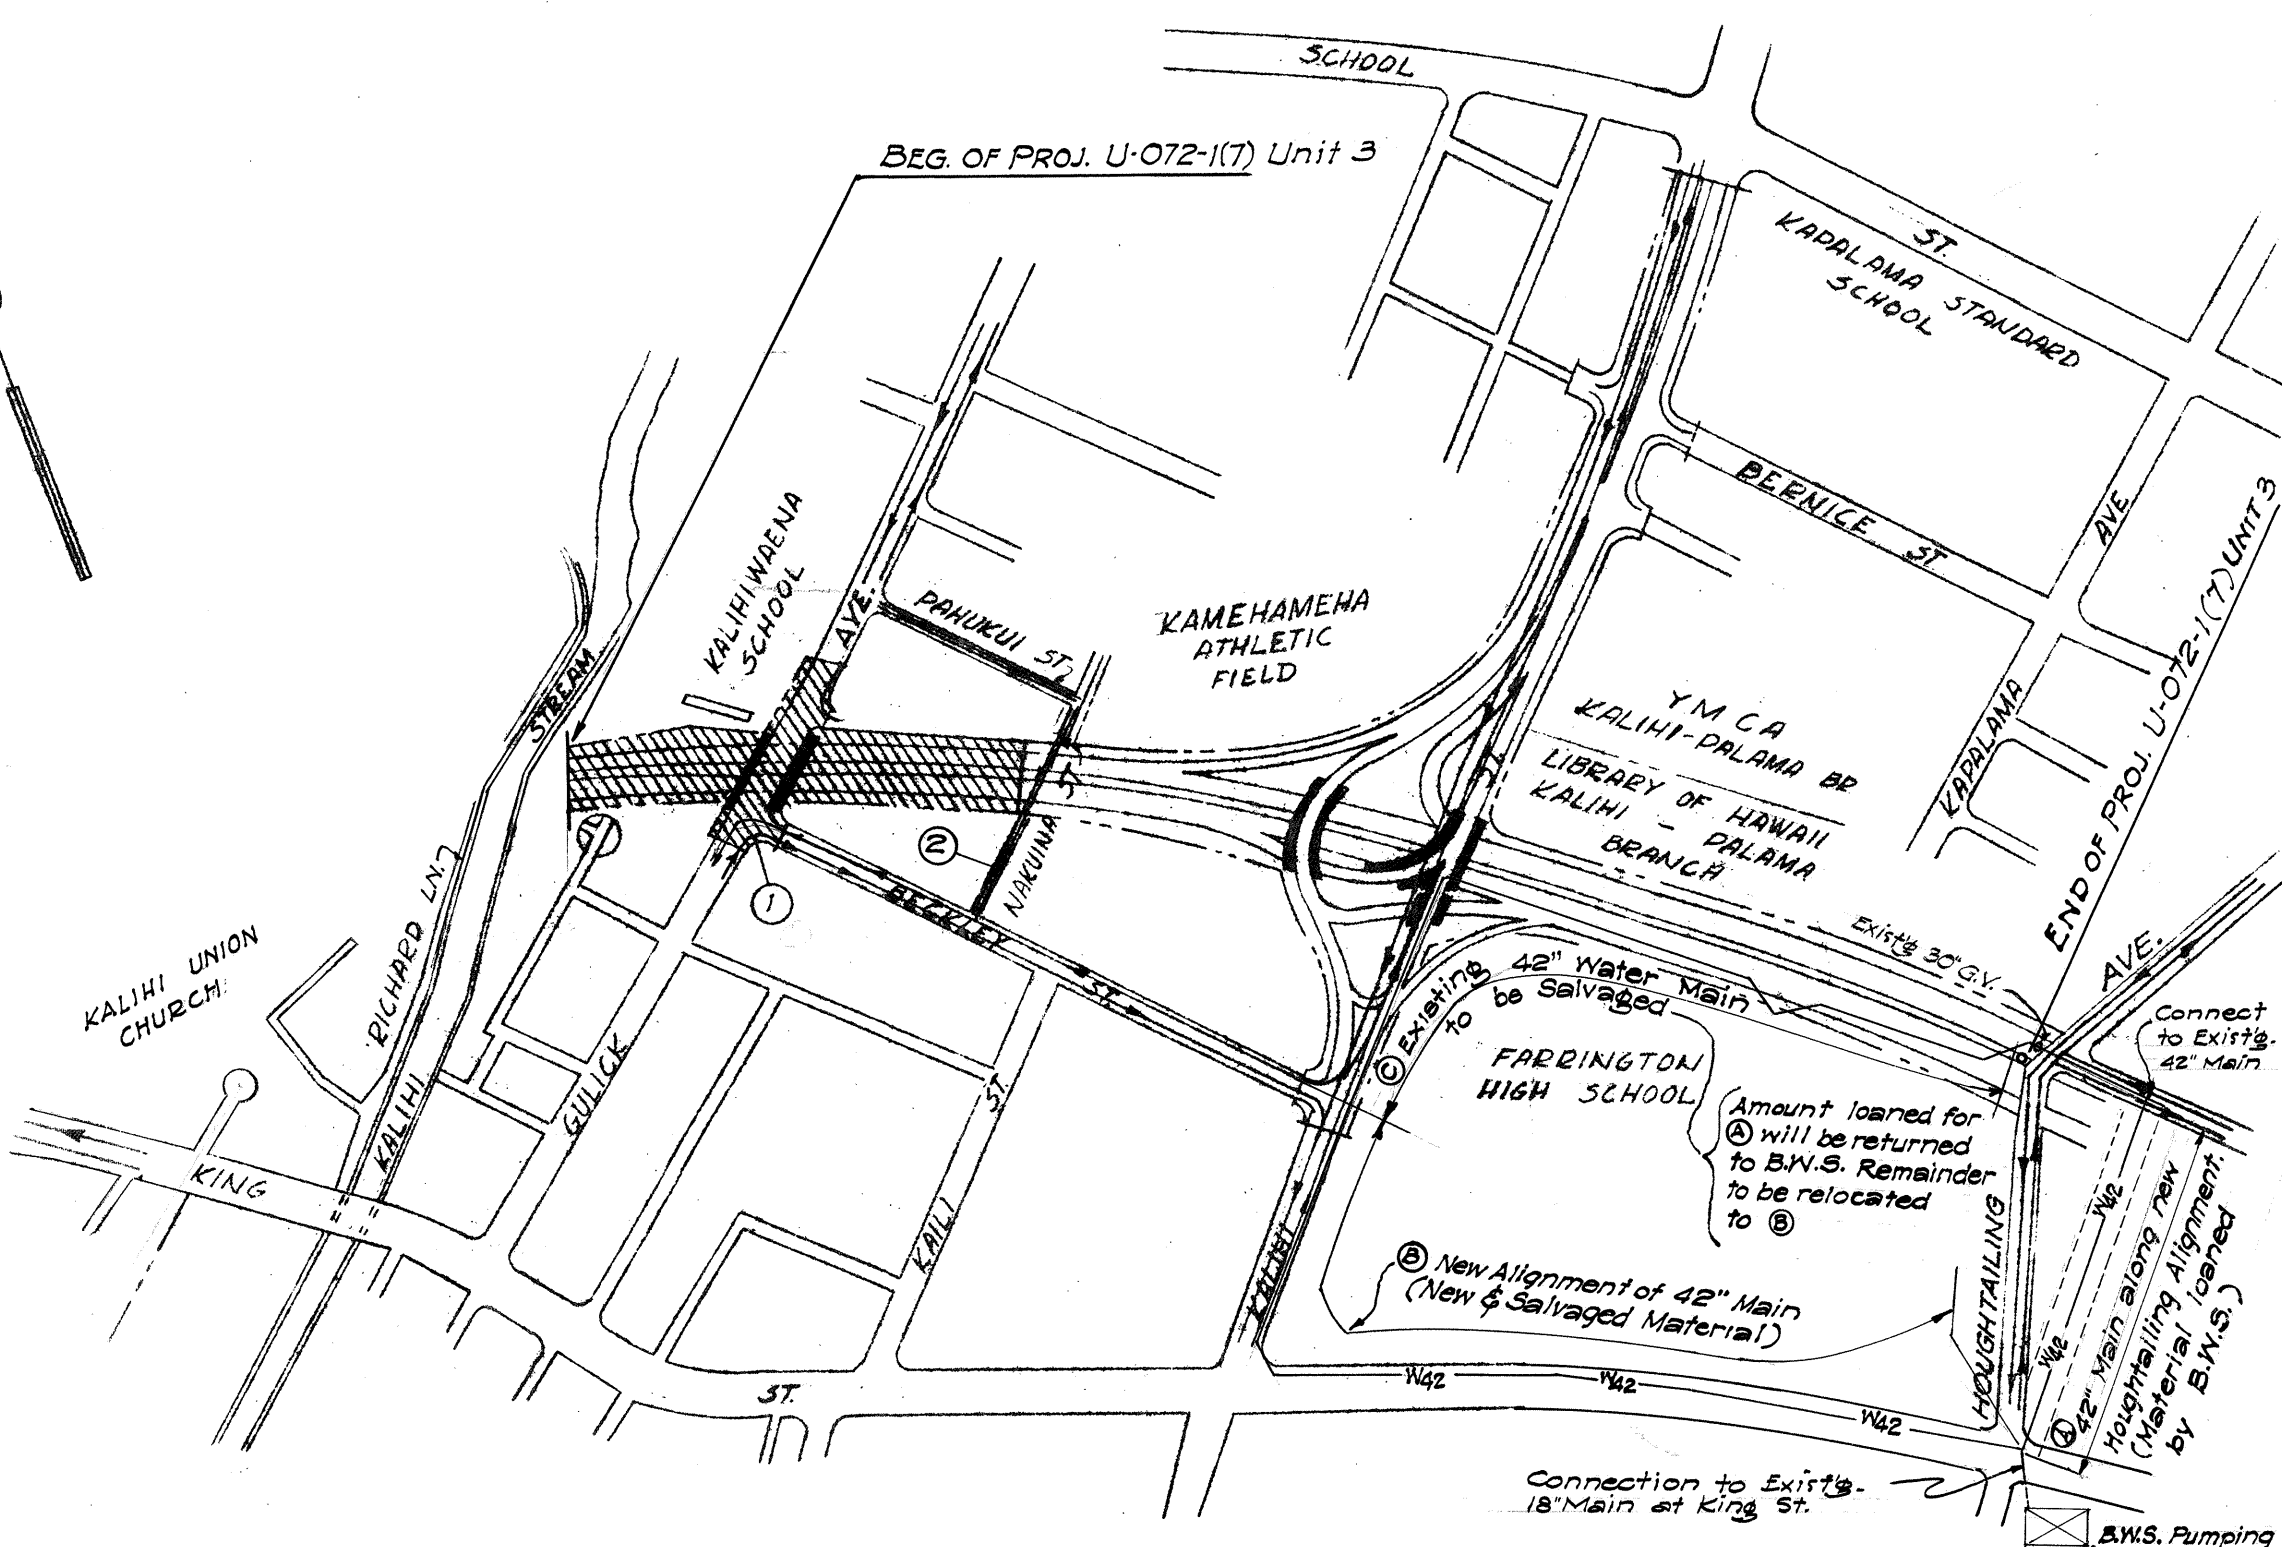 SCHOOL
ST.
BEG. OF PROJ. U-072-1(7) Unit 3
KAPALAMA STANDARD
SCHOOL
BERNICE ST
AVE
KAPALAMA
END OF PROJ. U-072-1(7) UNIT 3
KALIHIWAENA
SCHOOL
AVE.
PAHUKUI ST
KAMEHAMEHA
ATHLETIC
FIELD
Y M C A
KALIHI-PALAMA BR
LIBRARY OF HAWAII
KALIHI - PALAMA
BRANCH
ST.
STREAM
1
2
NAKUINA ST
1
BECKLEY ST.
RICHARD LN.
KALIHI UNION
CHURCH
KALIHI
GULICK
KAILI ST.
KING
ST.
KALIHI
Exist'g 30" G.V.
AVE.
Connect
to Exist'g.
42" Main
C Existing 42" Water Main
to be Salvaged
FARRINGTON
HIGH SCHOOL
Amount loaned for
A will be returned
to B.W.S. Remainder
to be relocated
to B
B New Alignment of 42" Main
(New & Salvaged Material)
HOUGHTAILING
W42
W42
A 42" Main along new
Houghtailing Alignment.
(Material loaned
by B.W.S.)
W42
W42
W42
Connection to Exist'g.
18" Main at King St.
B.W.S. Pumping